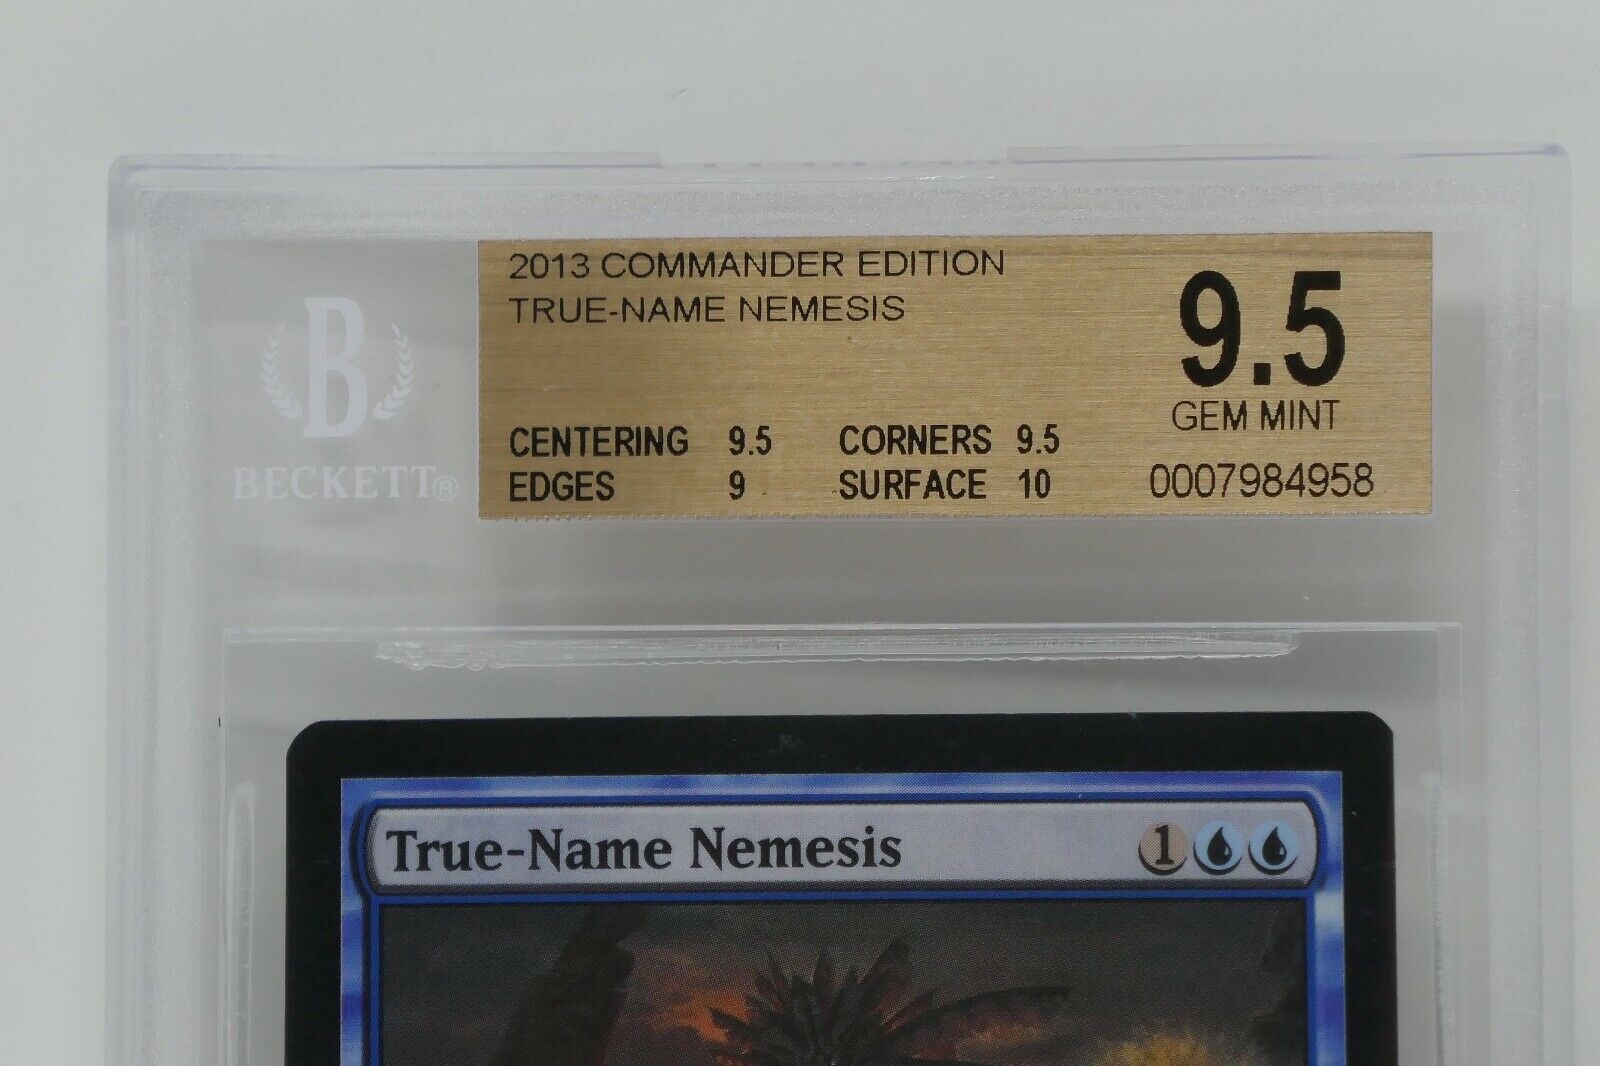 2013 COMMANDER EDITION
TRUE-NAME NEMESIS
9.5
GEM MINT
CENTERING 9.5 CORNERS 9.5
EDGES 9 SURFACE 10
0007984958
B
BECKETT®
True-Name Nemesis 1